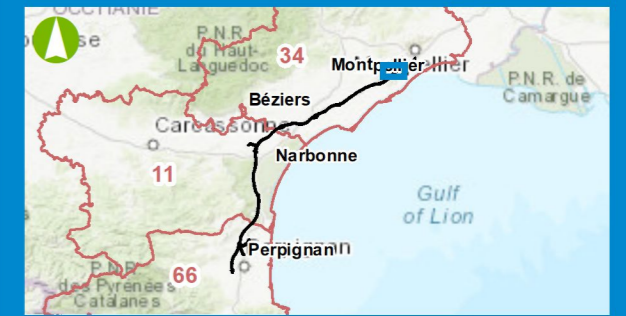 OCCITANIE
P.N.R.
du Haut-
Languedoc
34
Montpellier
Béziers
P.N.R. de
Camargue
Carcassonne
Narbonne
11
Gulf
of Lion
Perpignan
P.N.R.
des Pyrénées
Catalanes
66